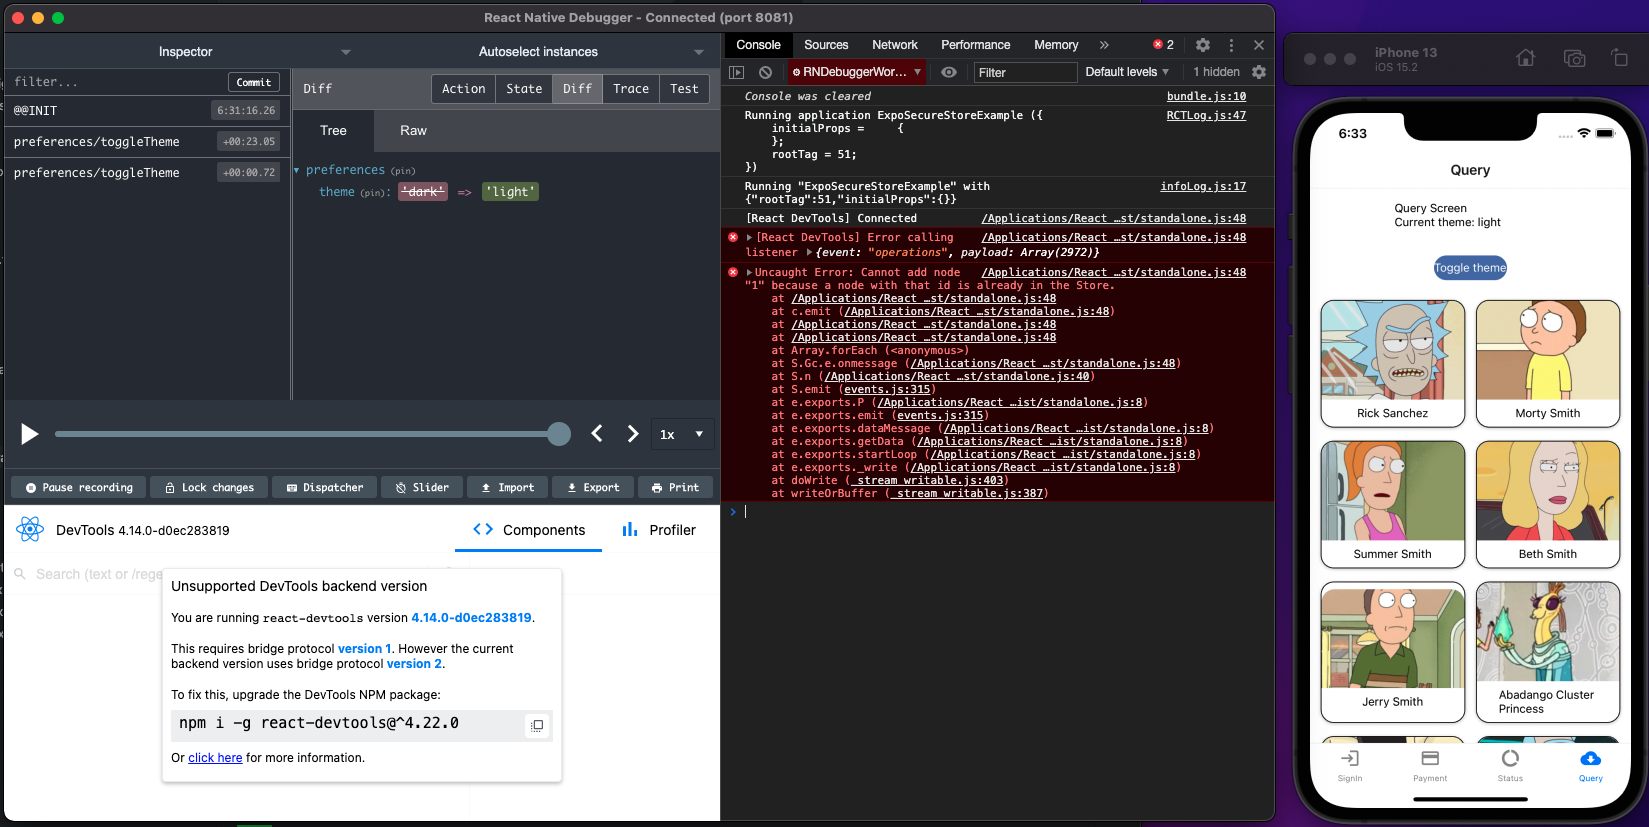 React Native Debugger - Connected (port 8081)
Inspector
Autoselect instances
filter...
Commit
@@INIT
6:31:16.26
preferences/toggleTheme
+00:23.05
preferences/toggleTheme
+00:00.72
Diff
Action
State
Diff
Trace
Test
Tree
Raw
preferences (pin)
theme (pin): 'dark' => 'light'
1x
Pause recording
Lock changes
Dispatcher
Slider
Import
Export
Print
DevTools 4.14.0-d0ec283819
Components
Profiler
Search (text or /rege
Unsupported DevTools backend version
You are running react-devtools version 4.14.0-d0ec283819.
This requires bridge protocol version 1. However the current
backend version uses bridge protocol version 2.
To fix this, upgrade the DevTools NPM package:
npm i -g react-devtools@^4.22.0
Or click here for more information.
Console
Sources
Network
Performance
Memory
2
RNDebuggerWor...
Filter
Default levels
1 hidden
Console was cleared
bundle.js:10
Running application ExpoSecureStoreExample ({
RCTLog.js:47
initialProps = {
};
rootTag = 51;
})
Running "ExpoSecureStoreExample" with
infoLog.js:17
{"rootTag":51,"initialProps":{}}
[React DevTools] Connected
/Applications/React …st/standalone.js:48
[React DevTools] Error calling
/Applications/React …st/standalone.js:48
listener {event: "operations", payload: Array(2972)}
Uncaught Error: Cannot add node
/Applications/React …st/standalone.js:48
"1" because a node with that id is already in the Store.
at /Applications/React …st/standalone.js:48
at c.emit (/Applications/React …st/standalone.js:48)
at /Applications/React …st/standalone.js:48
at /Applications/React …st/standalone.js:48
at Array.forEach (<anonymous>)
at S.Gc.e.onmessage (/Applications/React …st/standalone.js:48)
at S.n (/Applications/React …st/standalone.js:40)
at S.emit (events.js:315)
at e.exports.P (/Applications/React …ist/standalone.js:8)
at e.exports.emit (events.js:315)
at e.exports.dataMessage (/Applications/React …ist/standalone.js:8)
at e.exports.getData (/Applications/React …ist/standalone.js:8)
at e.exports.startLoop (/Applications/React …ist/standalone.js:8)
at e.exports._write (/Applications/React …ist/standalone.js:8)
at doWrite (_stream_writable.js:403)
at writeOrBuffer (_stream_writable.js:387)
iPhone 13
iOS 15.2
6:33
Query
Query Screen
Current theme: light
Toggle theme
Rick Sanchez
Morty Smith
Summer Smith
Beth Smith
Jerry Smith
Abadango Cluster
Princess
SignIn
Payment
Status
Query